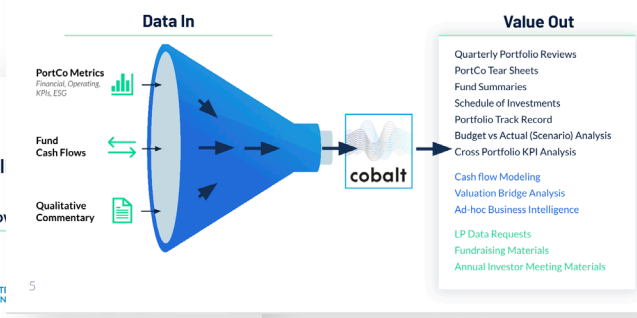 Data In
Value Out
PortCo Metrics
Financial, Operating,
KPIs, ESG
Fund
Cash Flows
Qualitative
Commentary
cobalt
Quarterly Portfolio Reviews
PortCo Tear Sheets
Fund Summaries
Schedule of Investments
Portfolio Track Record
Budget vs Actual (Scenario) Analysis
Cross Portfolio KPI Analysis
Cash flow Modeling
Valuation Bridge Analysis
Ad-hoc Business Intelligence
LP Data Requests
Fundraising Materials
Annual Investor Meeting Materials
5